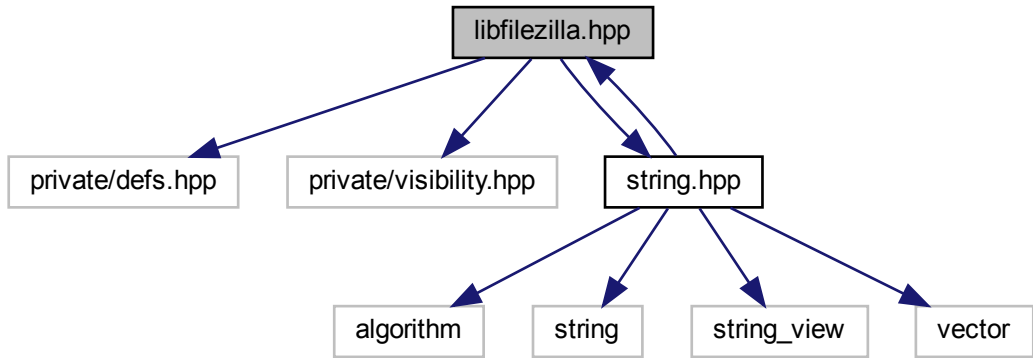 libfilezilla.hpp
private/defs.hpp
private/visibility.hpp
string.hpp
algorithm
string
string_view
vector